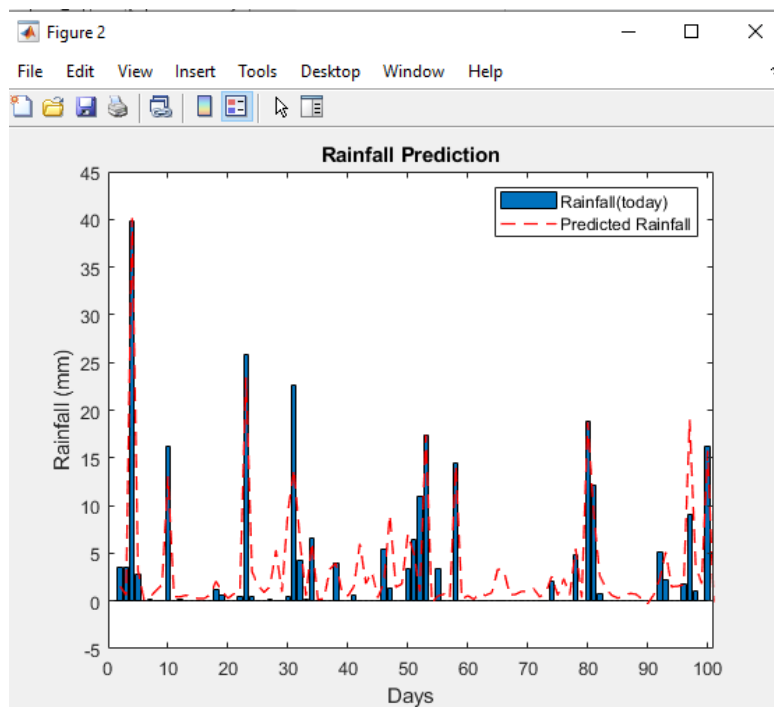 Figure 2
File Edit View Insert Tools Desktop Window Help
Rainfall Prediction
Rainfall(today)
Predicted Rainfall
45
40
35
30
25
20
15
10
5
0
-5
Rainfall (mm)
0 10 20 30 40 50 60 70 80 90 100
Days